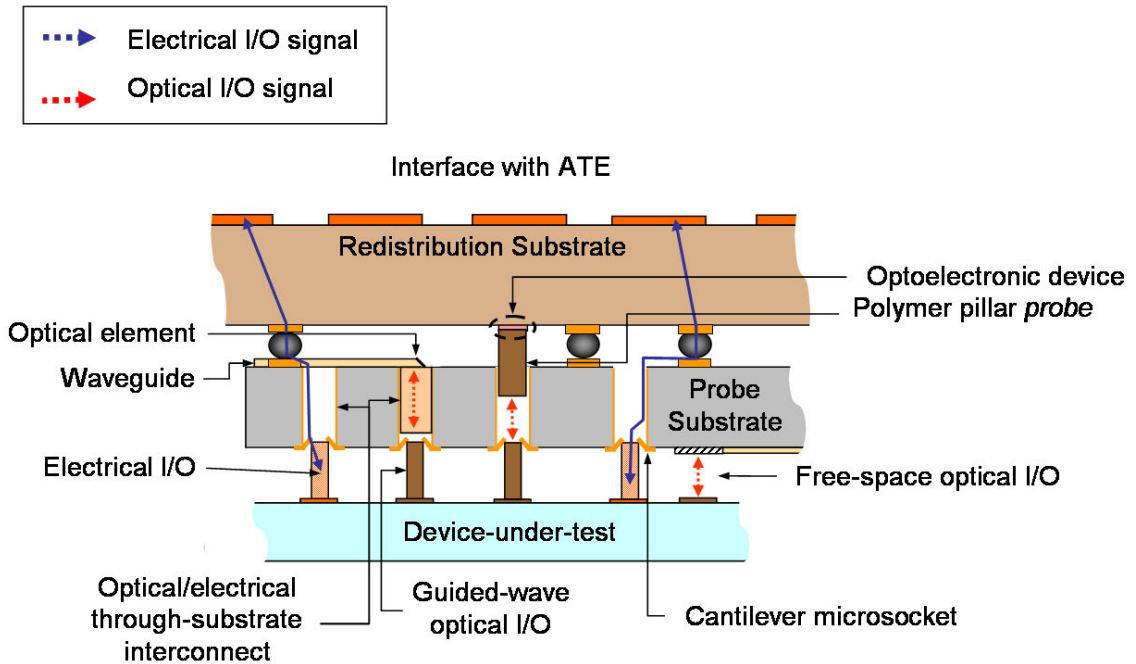 Electrical I/O signal
Optical I/O signal
Interface with ATE
Redistribution Substrate
Optoelectronic device
Polymer pillar probe
Optical element
Waveguide
Probe
Substrate
Electrical I/O
Free-space optical I/O
Device-under-test
Optical/electrical
through-substrate
interconnect
Guided-wave
optical I/O
Cantilever microsocket